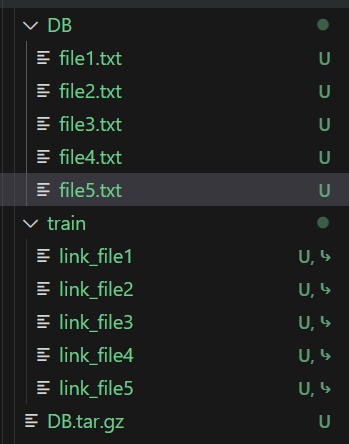 DB
file1.txt U
file2.txt U
file3.txt U
file4.txt U
file5.txt U
train
link_file1 U, ⤷
link_file2 U, ⤷
link_file3 U, ⤷
link_file4 U, ⤷
link_file5 U, ⤷
DB.tar.gz U